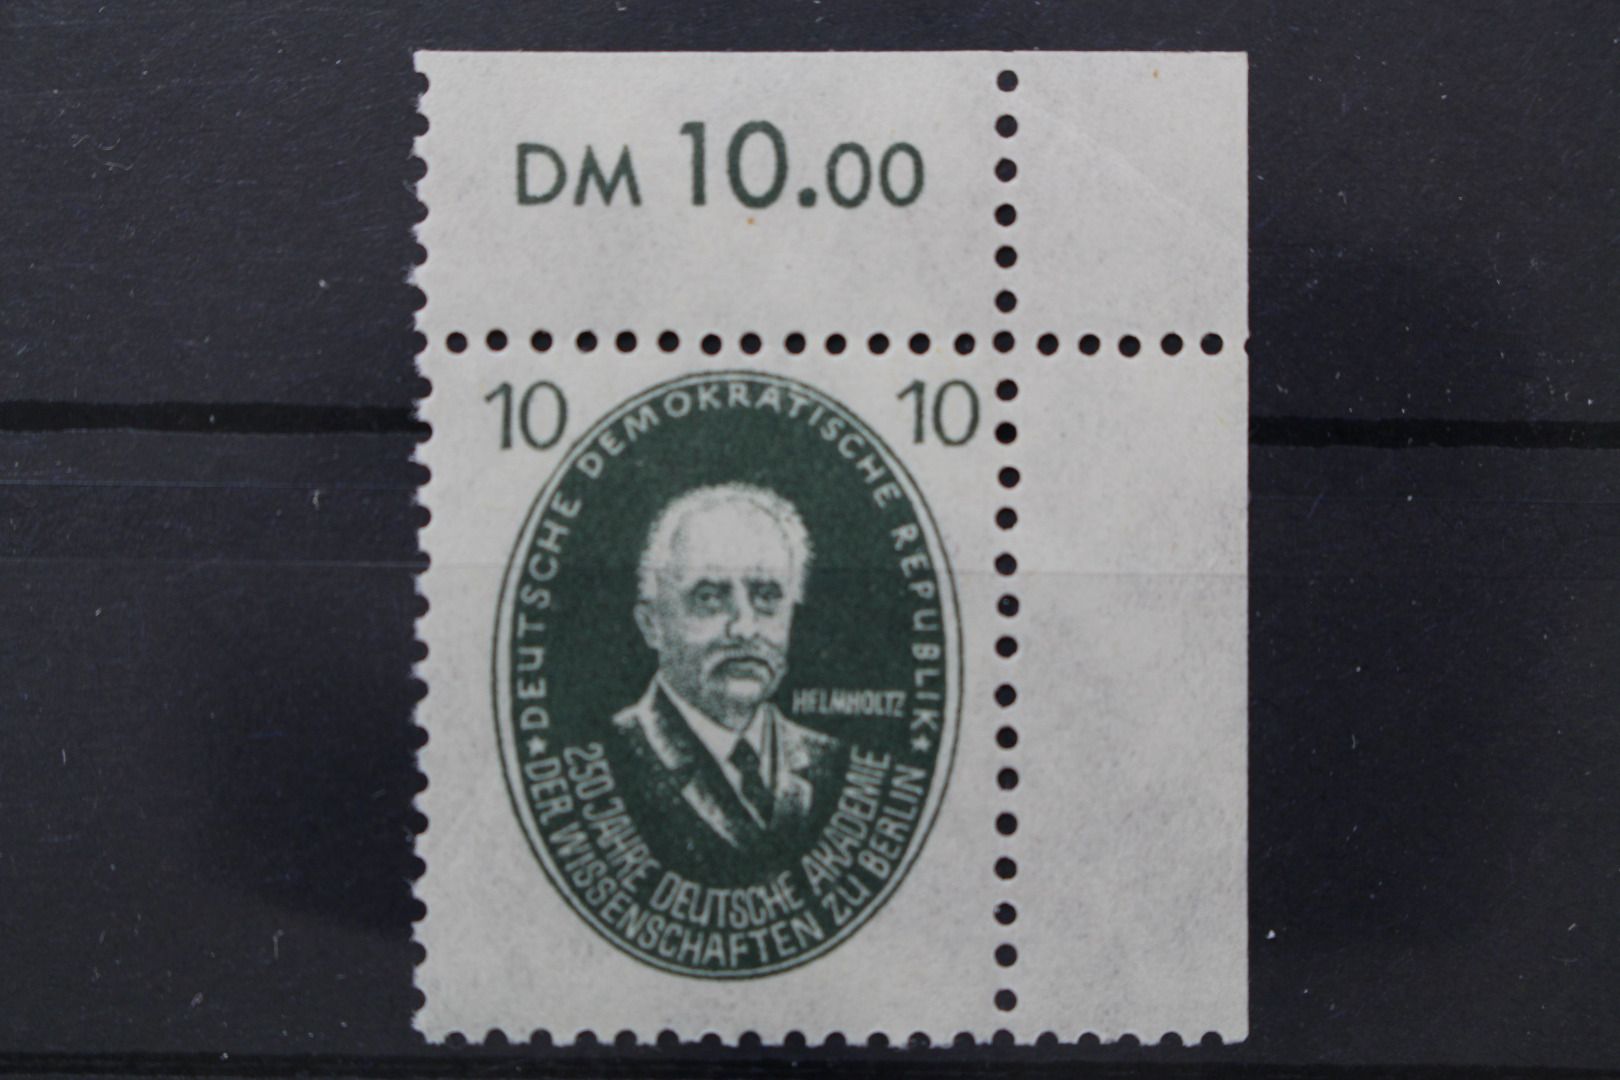 DM 10.00
10 10
★ DEUTSCHE DEMOKRATISCHE REPUBLIK ★
HELMHOLTZ
250 JAHRE DEUTSCHE AKADEMIE
DER WISSENSCHAFTEN ZU BERLIN